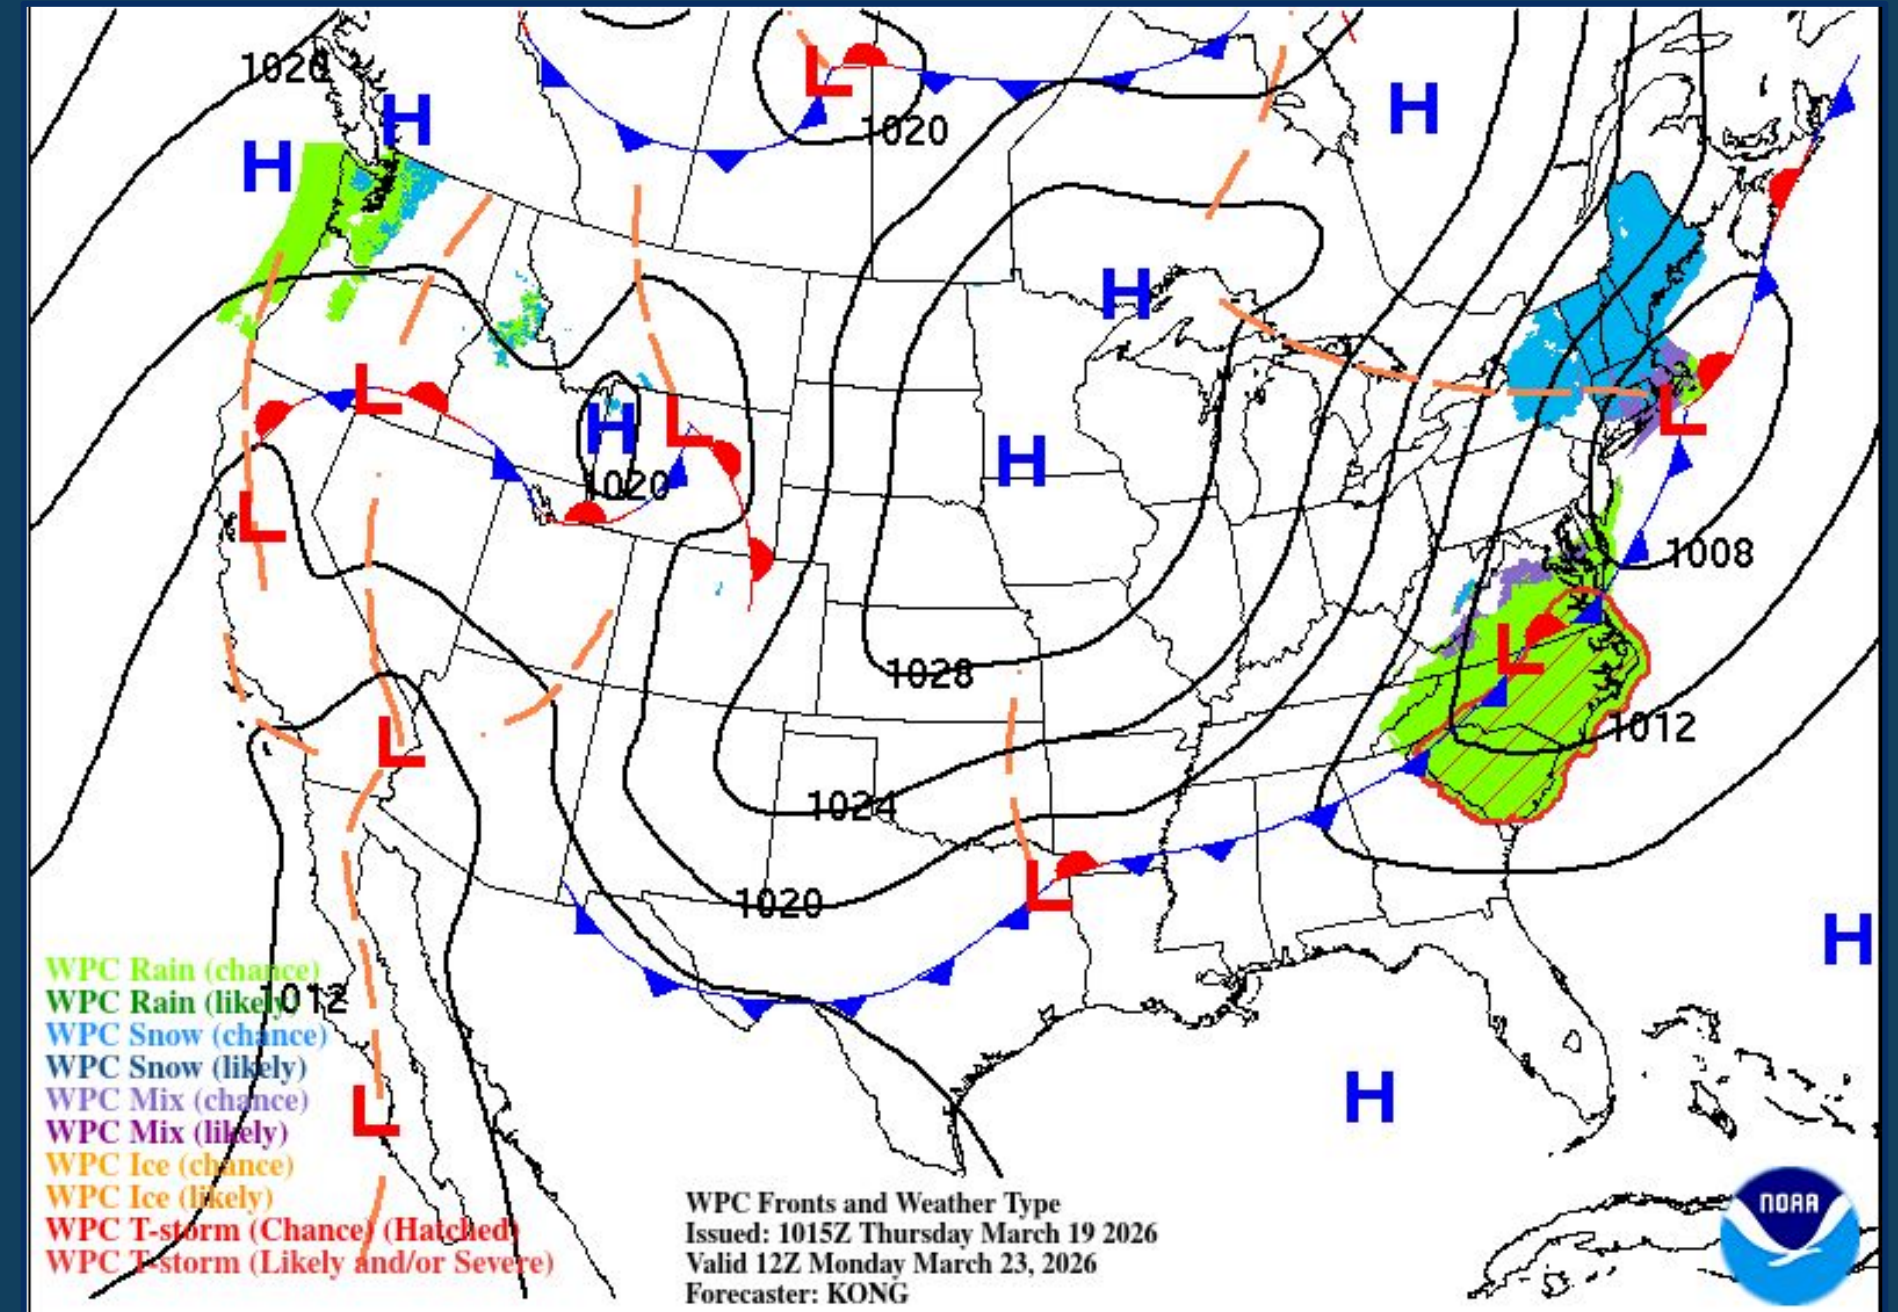 1020
H
H
L
H
1020
H
L
H
L
H
L
1020
L
L
1008
L
1028
1012
L
1024
L
1020
H
WPC Rain (chance)
WPC Rain (likely)
1012
WPC Snow (chance)
WPC Snow (likely)
WPC Mix (chance)
H
L
WPC Mix (likely)
WPC Ice (chance)
WPC Ice (likely)
WPC T-storm (Chance) (Hatched)
WPC T-storm (Likely and/or Severe)
WPC Fronts and Weather Type
Issued: 1015Z Thursday March 19 2026
Valid 12Z Monday March 23, 2026
Forecaster: KONG
NOAA